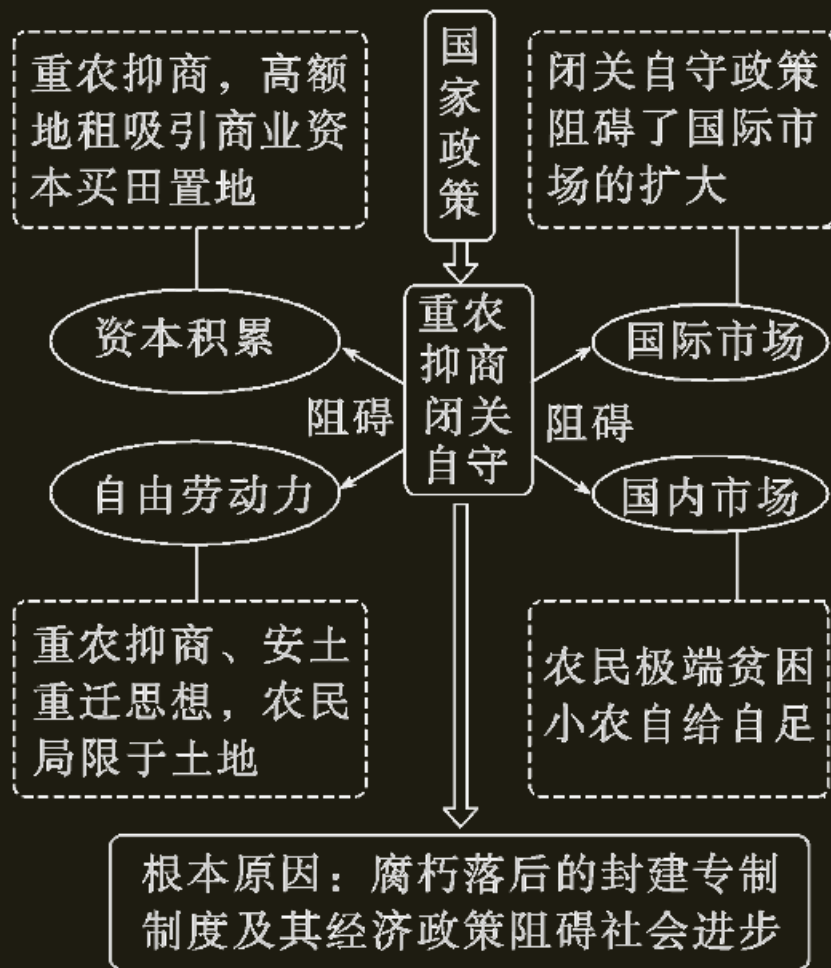 重农抑商，高额
地租吸引商业资
本买田置地
国
家
政
策
闭关自守政策
阻碍了国际市
场的扩大
资本积累
重农
抑商
闭关
自守
国际市场
阻碍
阻碍
自由劳动力
国内市场
重农抑商、安土
重迁思想，农民
局限于土地
农民极端贫困
小农自给自足
根本原因：腐朽落后的封建专制
制度及其经济政策阻碍社会进步